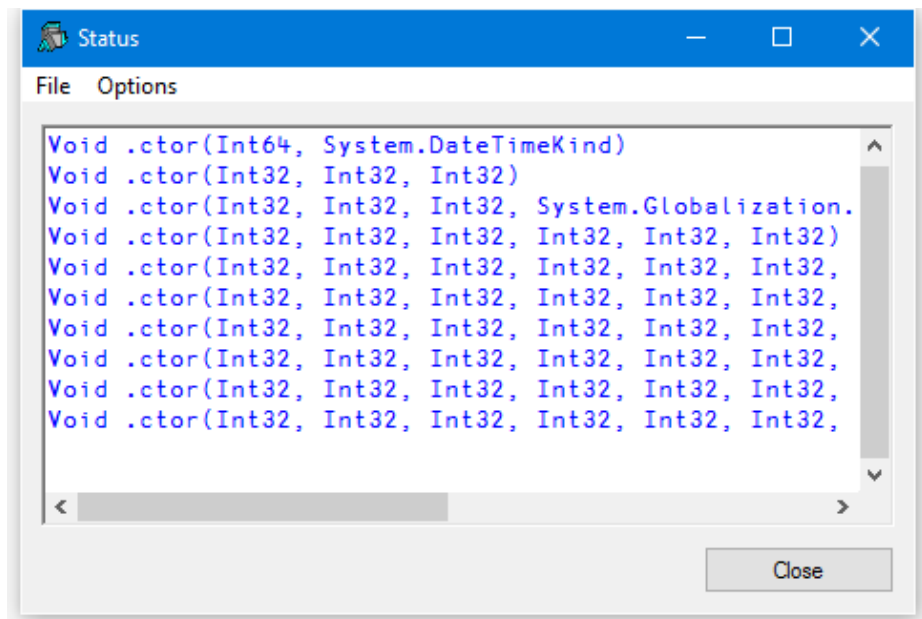 Status
File Options
Void .ctor(Int64, System.DateTimeKind)
Void .ctor(Int32, Int32, Int32)
Void .ctor(Int32, Int32, Int32, System.Globalization.
Void .ctor(Int32, Int32, Int32, Int32, Int32, Int32)
Void .ctor(Int32, Int32, Int32, Int32, Int32, Int32,
Void .ctor(Int32, Int32, Int32, Int32, Int32, Int32,
Void .ctor(Int32, Int32, Int32, Int32, Int32, Int32,
Void .ctor(Int32, Int32, Int32, Int32, Int32, Int32,
Void .ctor(Int32, Int32, Int32, Int32, Int32, Int32,
Void .ctor(Int32, Int32, Int32, Int32, Int32, Int32,
Close